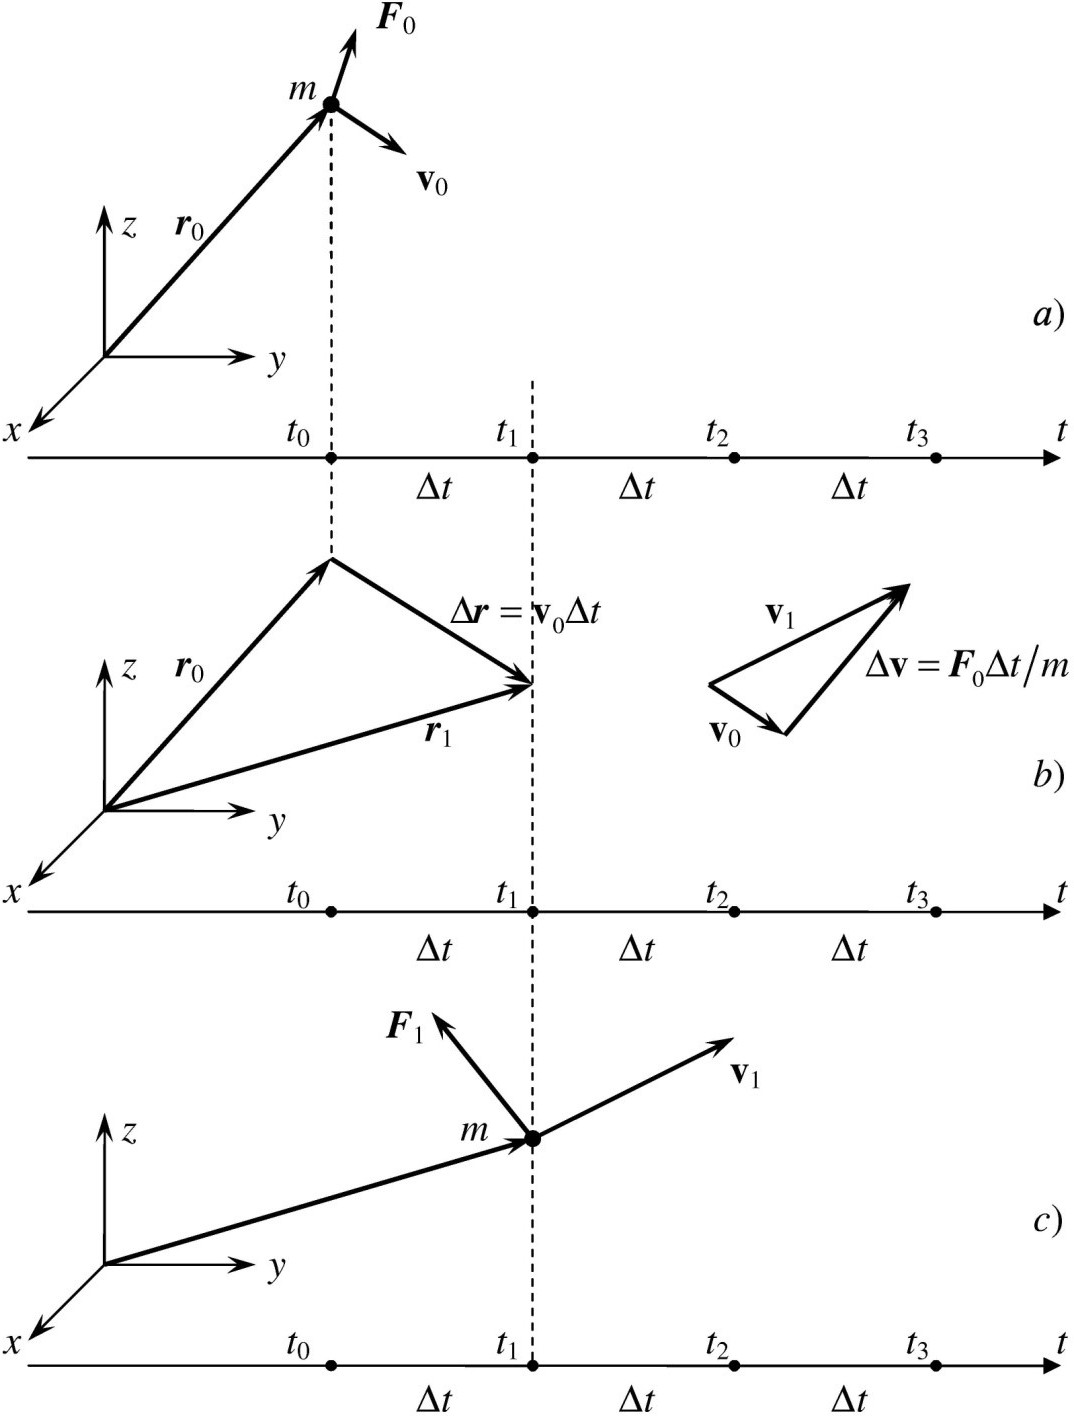 F₀
m
v₀
r₀
z
y
x
a)
t₀ t₁ t₂ t₃ t
Δt Δt Δt
Δr = v₀Δt
v₁
r₀
z
Δv = F₀Δt/m
r₁
v₀
b)
y
x
t₀ t₁ t₂ t₃ t
Δt Δt Δt
F₁
v₁
m
z
c)
y
x
t₀ t₁ t₂ t₃ t
Δt Δt Δt